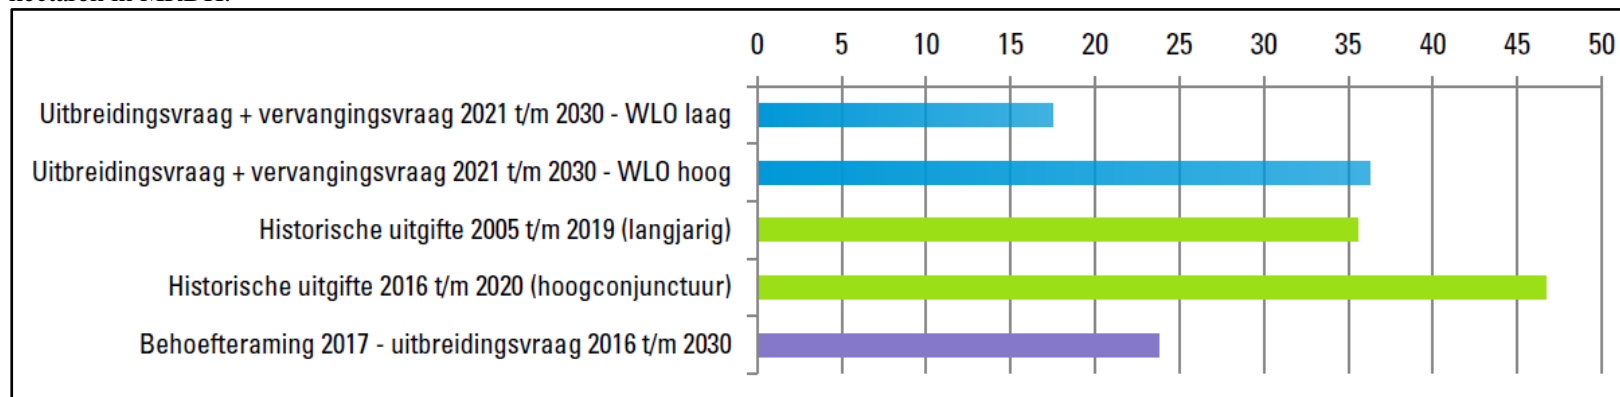 0 5 10 15 20 25 30 35 40 45 50
Uitbreidingsvraag + vervangingsvraag 2021 t/m 2030 - WLO laag
Uitbreidingsvraag + vervangingsvraag 2021 t/m 2030 - WLO hoog
Historische uitgifte 2005 t/m 2019 (langjarig)
Historische uitgifte 2016 t/m 2020 (hoogconjunctuur)
Behoefteraming 2017 - uitbreidingsvraag 2016 t/m 2030